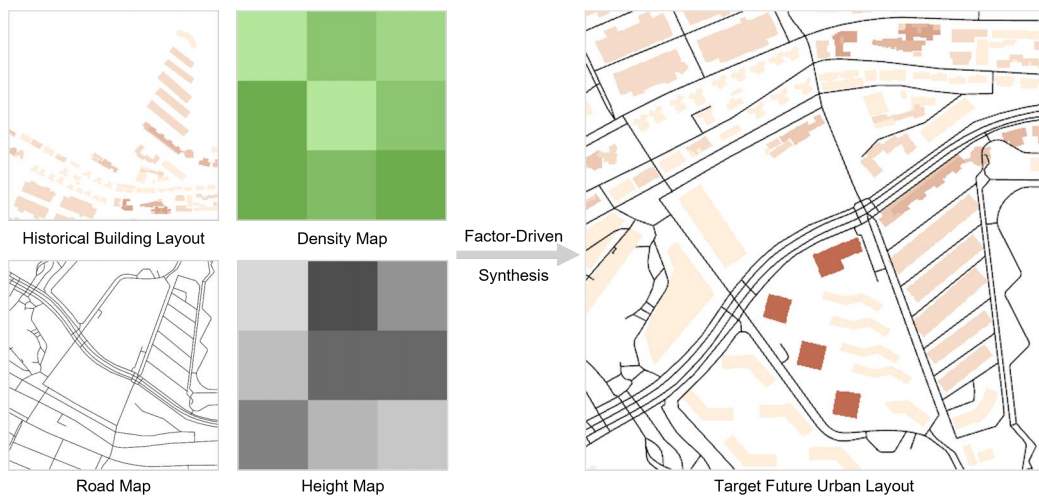 Historical Building Layout
Density Map
Factor-Driven
Synthesis
Road Map
Height Map
Target Future Urban Layout